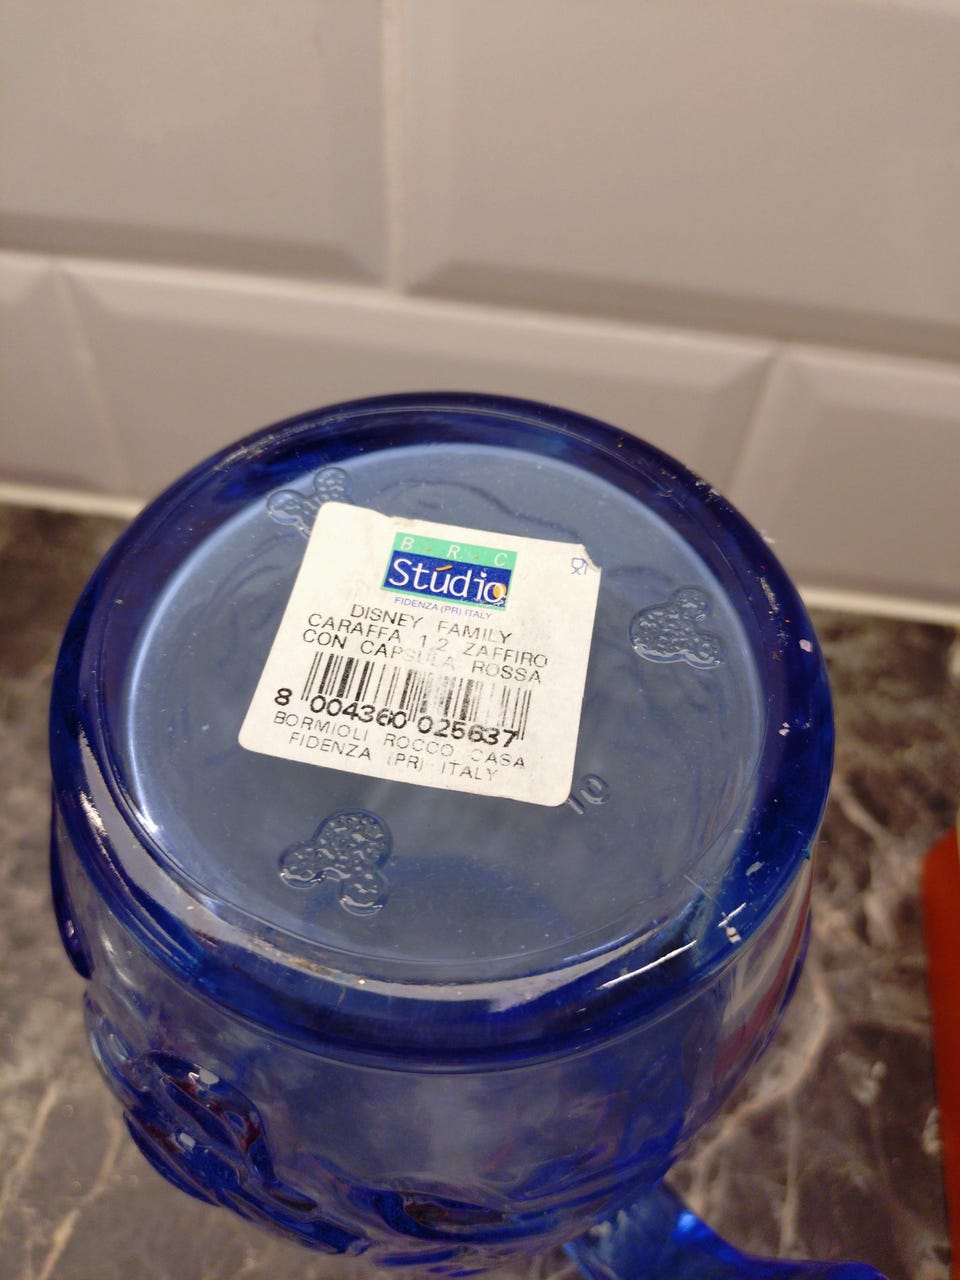 B R C
Stúdio
FIDENZA (PR) ITALY
DISNEY FAMILY
CARAFFA 1,2 ZAFFIRO
CON CAPSULA ROSSA
8 004360 025637
BORMIOLI ROCCO CASA
FIDENZA (PR) ITALY
10